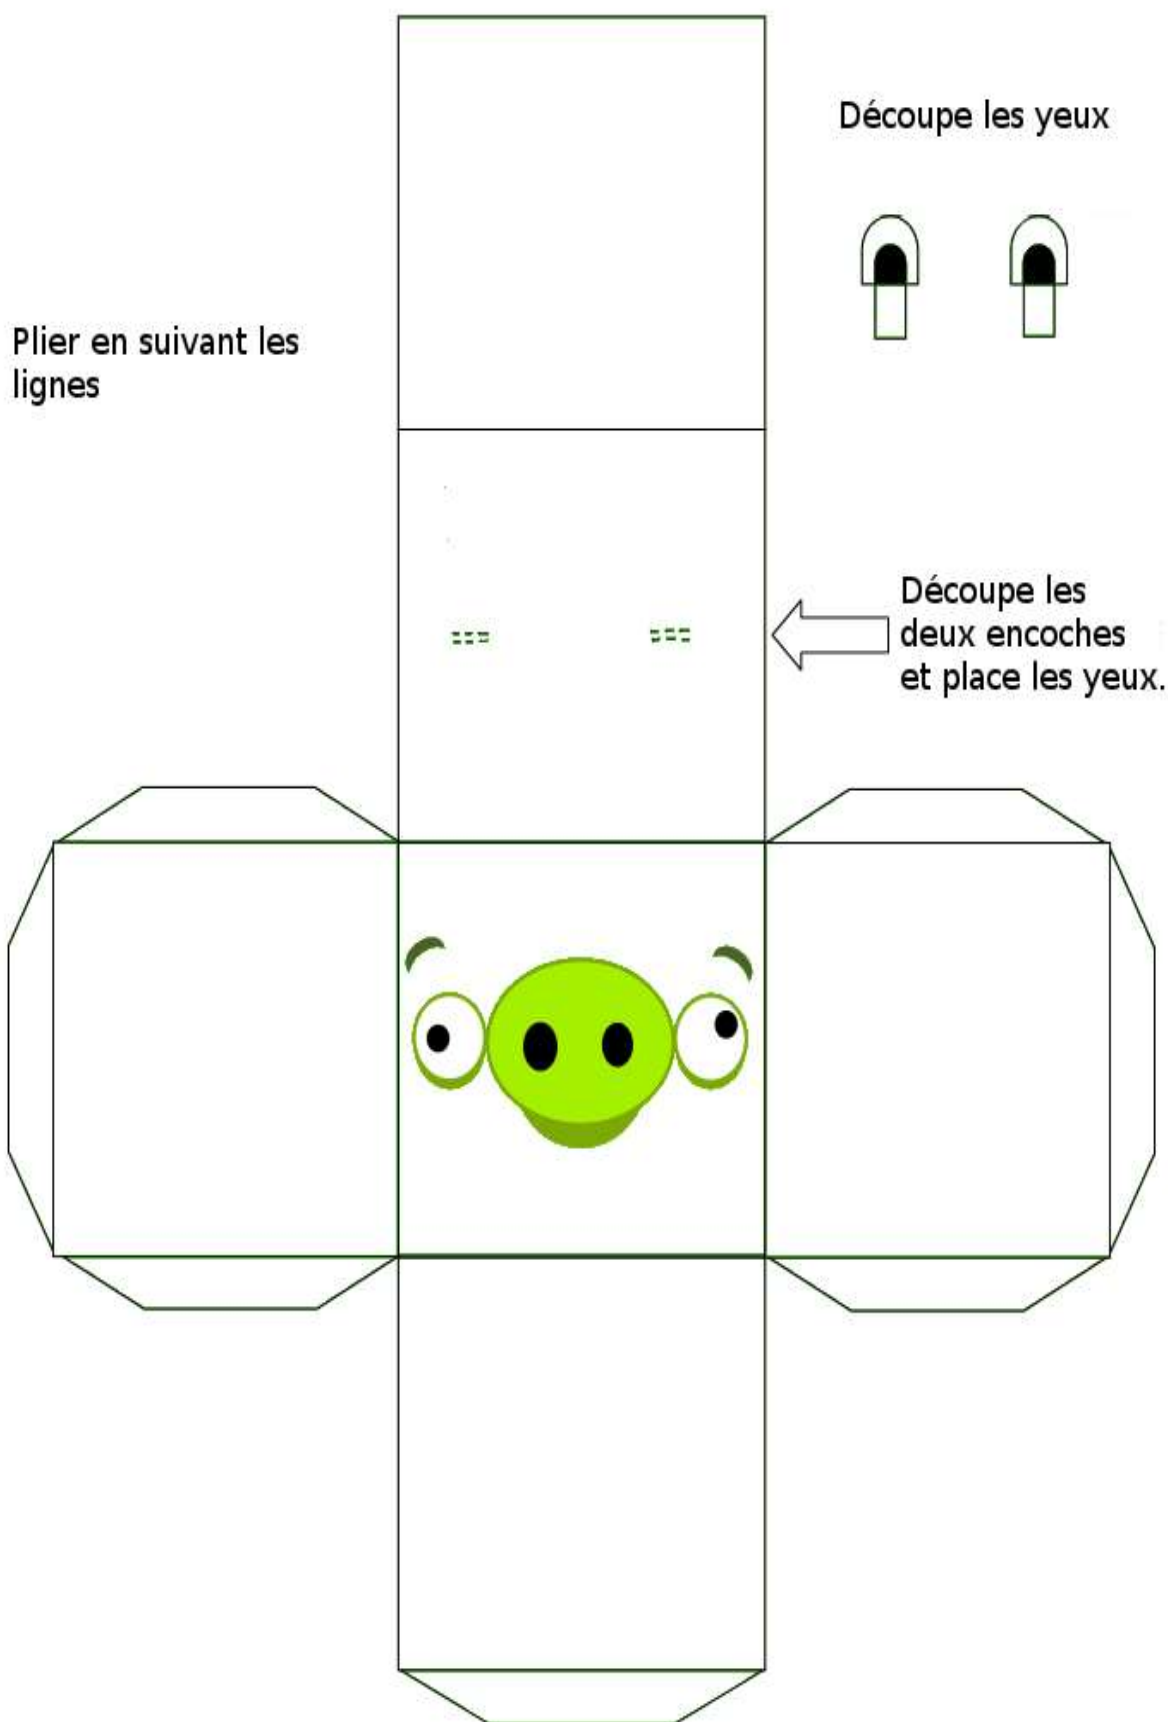 Découpe les yeux
Plier en suivant les
lignes
Découpe les
deux encoches
et place les yeux.